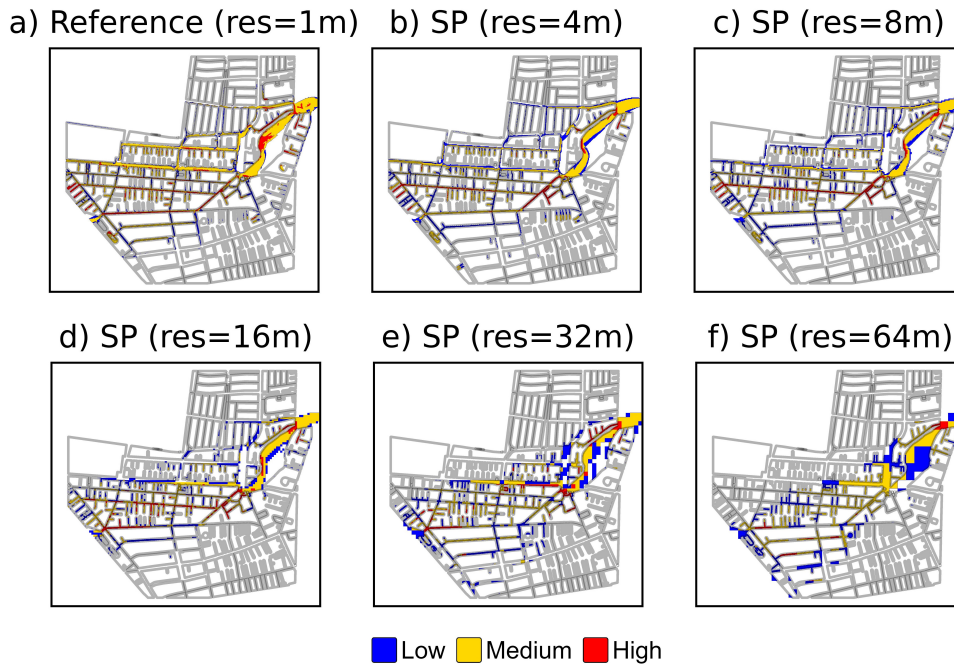 a) Reference (res=1m) b) SP (res=4m) c) SP (res=8m)
d) SP (res=16m) e) SP (res=32m) f) SP (res=64m)
Low Medium High